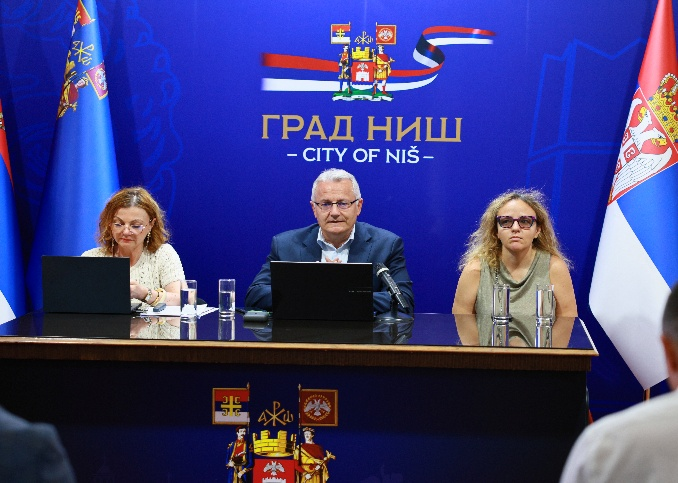 ГРАД НИШ
– CITY OF NIŠ –